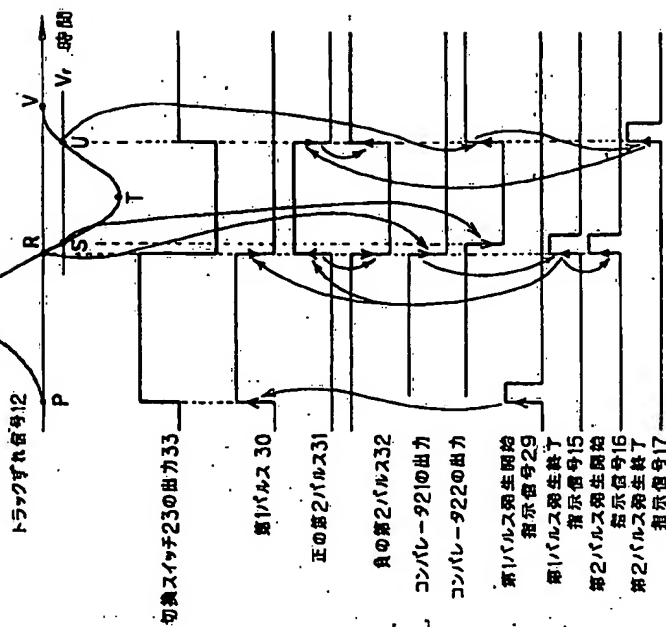 トラックずれ信号12
P
R
S
T
U
V
Vr
時間
切換スイッチ23の出力33
第1パルス30
正の第2パルス31
負の第2パルス32
コンパレータ21の出力
コンパレータ22の出力
第1パルス発生開始
指示信号29
第1パルス発生終了
指示信号15
第2パルス発生開始
指示信号16
第2パルス発生終了
指示信号17